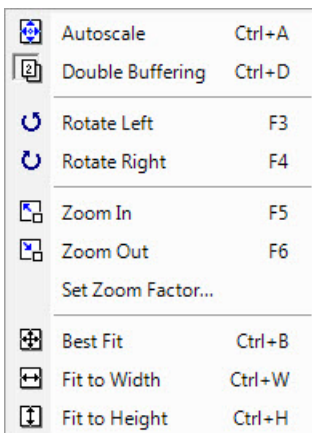 Autoscale Ctrl+A
2 Double Buffering Ctrl+D
Rotate Left F3
Rotate Right F4
Zoom In F5
Zoom Out F6
Set Zoom Factor...
Best Fit Ctrl+B
Fit to Width Ctrl+W
Fit to Height Ctrl+H